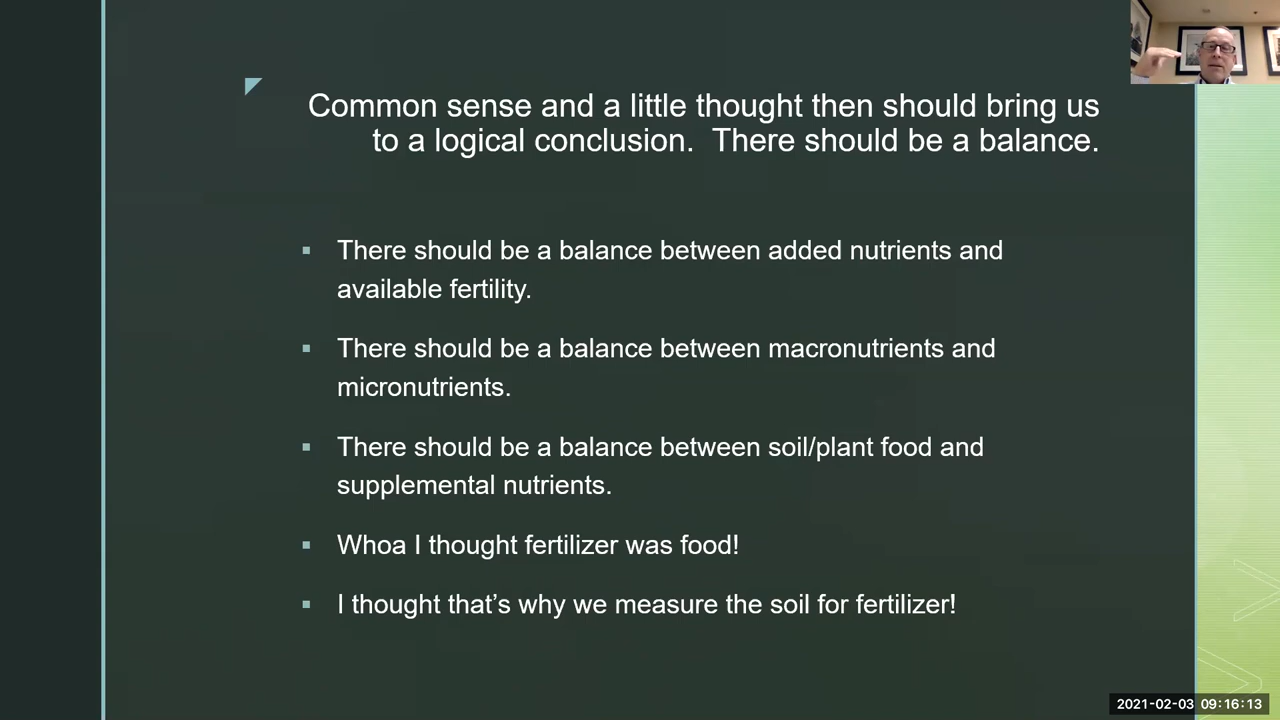 Common sense and a little thought then should bring us
to a logical conclusion.  There should be a balance.
▪ There should be a balance between added nutrients and
available fertility.
▪ There should be a balance between macronutrients and
micronutrients.
▪ There should be a balance between soil/plant food and
supplemental nutrients.
▪ Whoa I thought fertilizer was food!
▪ I thought that’s why we measure the soil for fertilizer!
2021-02-03 09:16:13